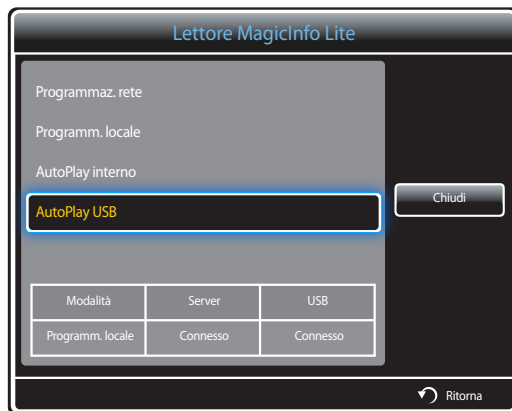 Lettore MagicInfo Lite
Programmaz. rete
Programm. locale
AutoPlay interno
AutoPlay USB
Chiudi
Modalità Server USB
Programm. locale Connesso Connesso
Ritorna